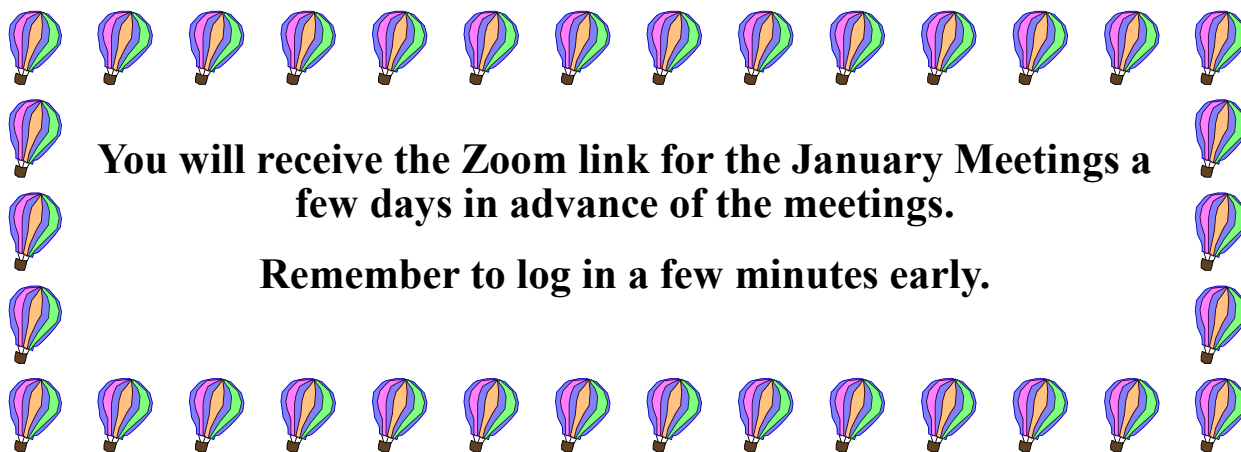 You will receive the Zoom link for the January Meetings a
few days in advance of the meetings.
Remember to log in a few minutes early.